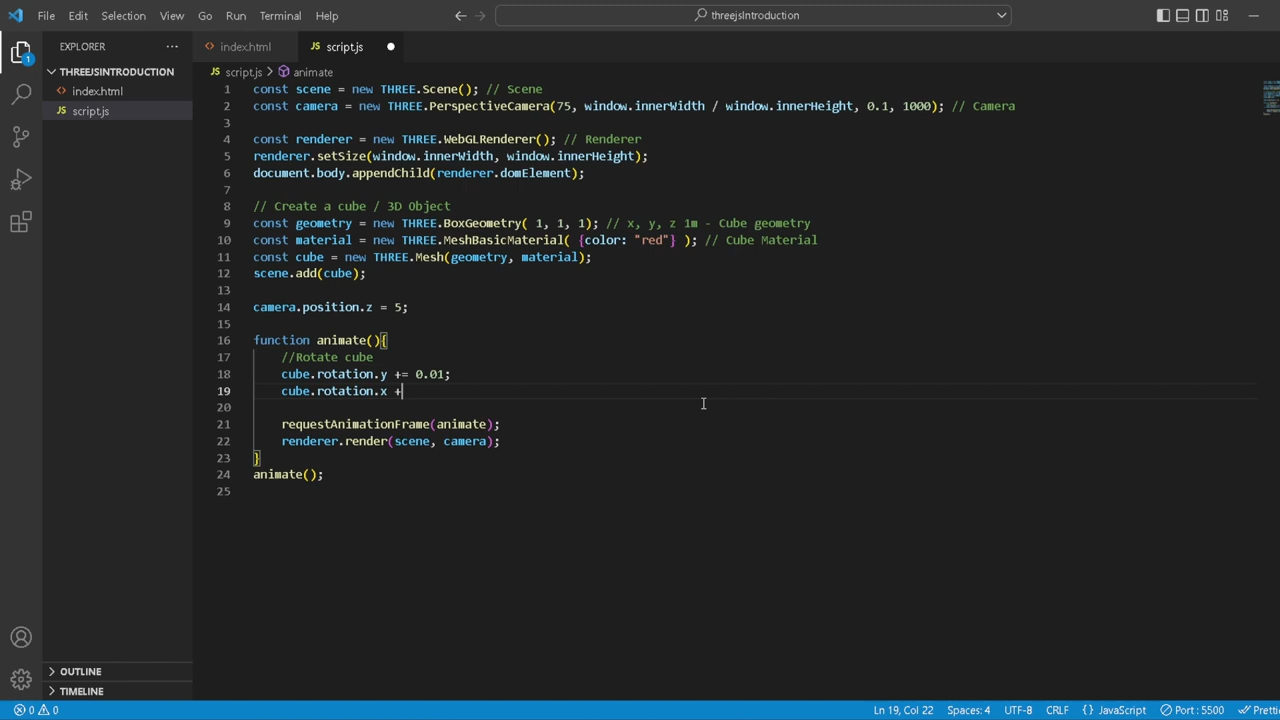 File Edit Selection View Go Run Terminal Help
threejsIntroduction
EXPLORER
index.html
JS script.js
THREEJSINTRODUCTION
JS script.js > animate
index.html
JS script.js
1 const scene = new THREE.Scene(); // Scene
2 const camera = new THREE.PerspectiveCamera(75, window.innerWidth / window.innerHeight, 0.1, 1000); // Camera
3
4 const renderer = new THREE.WebGLRenderer(); // Renderer
5 renderer.setSize(window.innerWidth, window.innerHeight);
6 document.body.appendChild(renderer.domElement);
7
8 // Create a cube / 3D Object
9 const geometry = new THREE.BoxGeometry( 1, 1, 1); // x, y, z 1m - Cube geometry
10 const material = new THREE.MeshBasicMaterial( {color: "red"} ); // Cube Material
11 const cube = new THREE.Mesh(geometry, material);
12 scene.add(cube);
13
14 camera.position.z = 5;
15
16 function animate(){
17 //Rotate cube
18 cube.rotation.y += 0.01;
19 cube.rotation.x +
20
21 requestAnimationFrame(animate);
22 renderer.render(scene, camera);
23 }
24 animate();
25
OUTLINE
TIMELINE
0 0
Ln 19, Col 22 Spaces: 4 UTF-8 CRLF {} JavaScript Port : 5500 Pretti
1